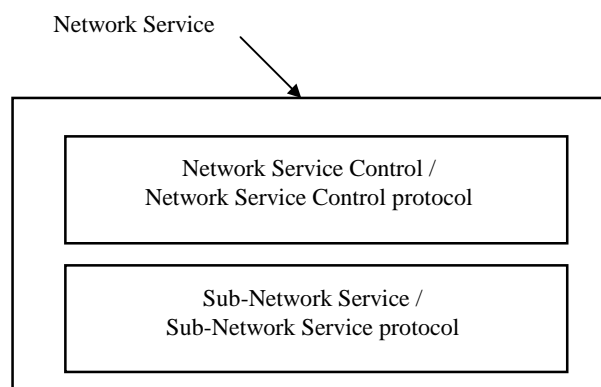 Network Service
Network Service Control /
Network Service Control protocol
Sub-Network Service /
Sub-Network Service protocol